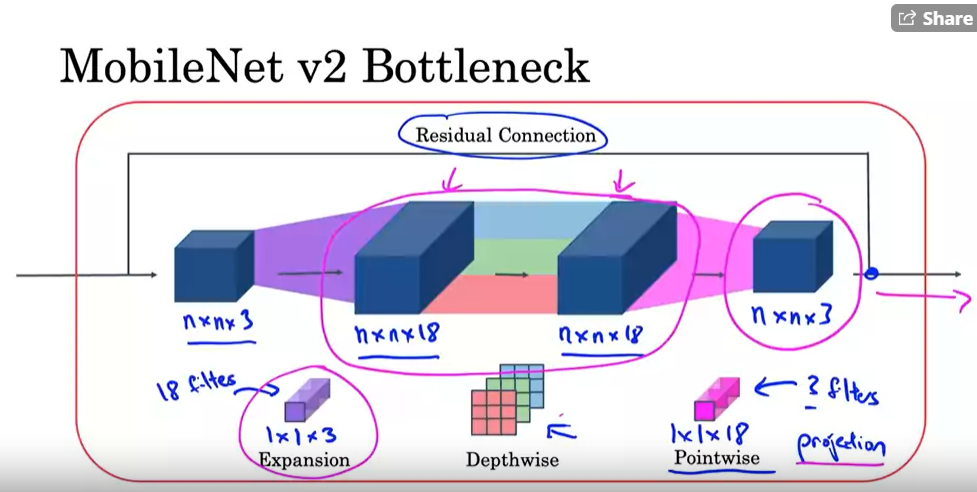 Share
MobileNet v2 Bottleneck
Residual Connection
n×n×3
n×n×18
n×n×18
n×n×3
18 filtes
1×1×3
Expansion
Depthwise
1×1×18
Pointwise
3 filters
projection